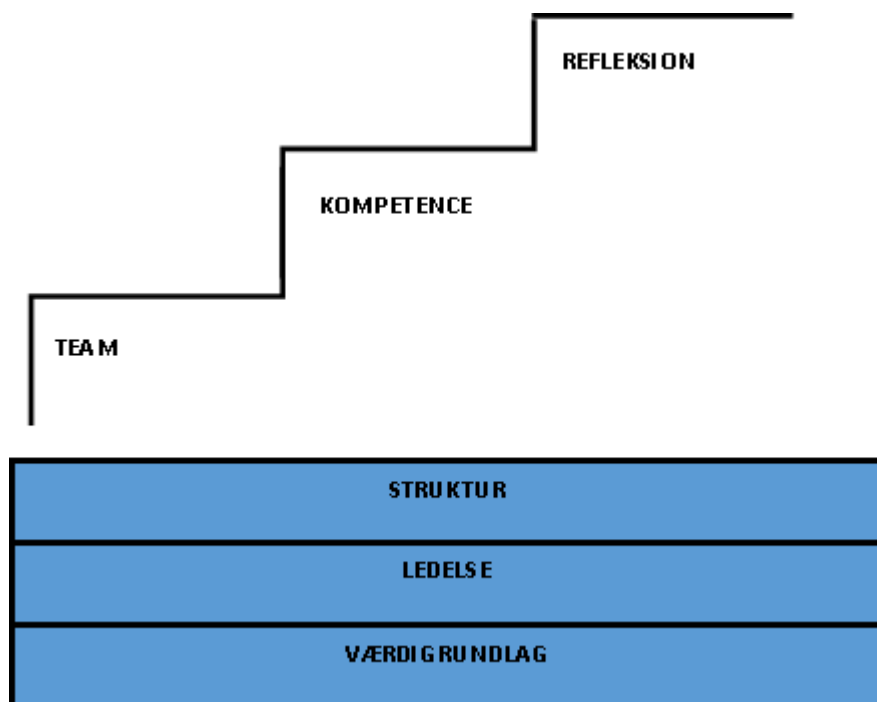 REFLEKSION
KOMPETENCE
TEAM
STRUKTUR
LEDELSE
VÆRDIGRUNDLAG